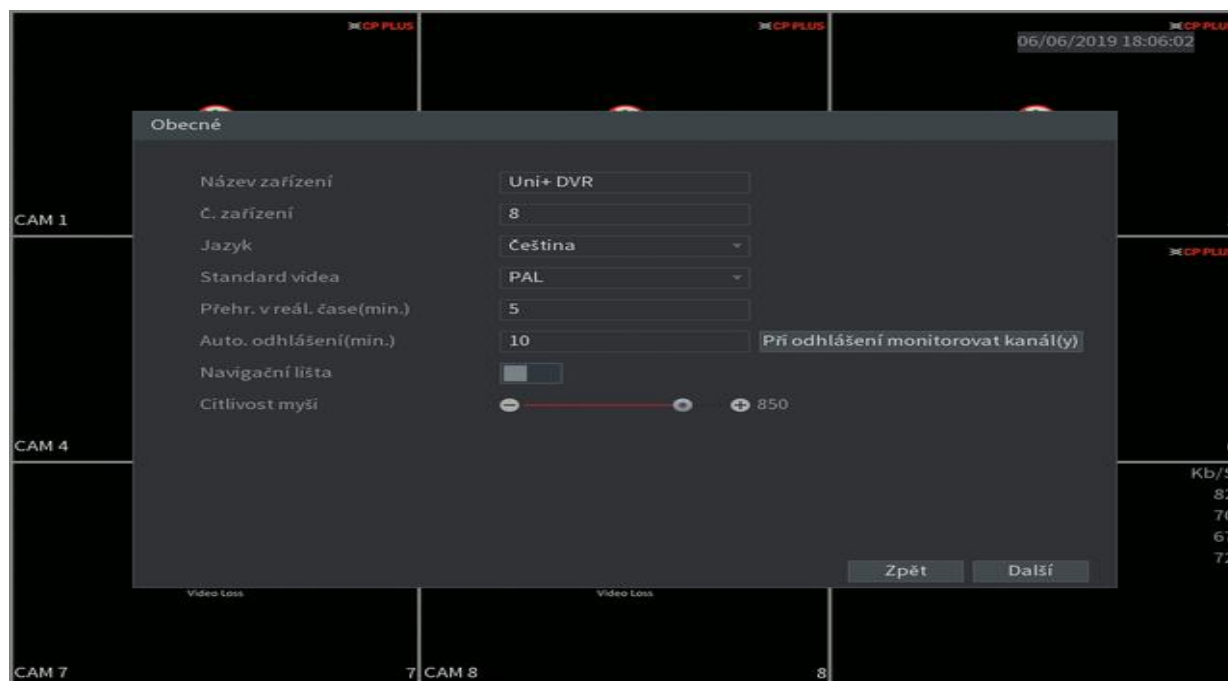 CP PLUS
CP PLUS
CP PLUS
06/06/2019 18:06:02
Obecné
Název zařízení
Uni+ DVR
Č. zařízení
8
Jazyk
Čeština
Standard videa
PAL
Přehr. v reál. čase(min.)
5
Auto. odhlášení(min.)
10
Při odhlášení monitorovat kanál(y)
Navigační lišta
Citlivost myši
850
Zpět
Další
CAM 1
CP PLUS
CAM 4
Kb/S
Video Loss
Video Loss
CAM 7
7
CAM 8
8